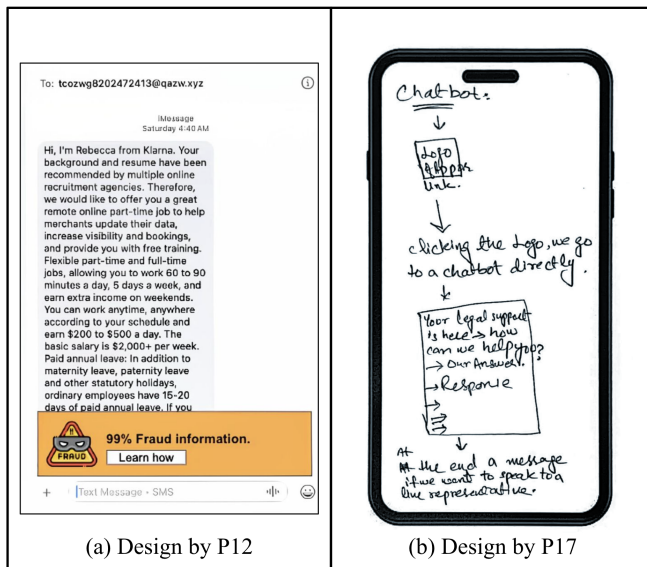 To: tcozwg8202472413@qazw.xyz
iMessage
Saturday 4:40 AM
Hi, I'm Rebecca from Klarna. Your
background and resume have been
recommended by multiple online
recruitment agencies. Therefore,
we would like to offer you a great
remote online part-time job to help
merchants update their data,
increase visibility and bookings,
and provide you with free training.
Flexible part-time and full-time
jobs, allowing you to work 60 to 90
minutes a day, 5 days a week, and
earn extra income on weekends.
You can work anytime, anywhere
according to your schedule and
earn $200 to $500 a day. The
basic salary is $2,000+ per week.
Paid annual leave: In addition to
maternity leave, paternity leave
and other statutory holidays,
ordinary employees have 15-20
days of paid annual leave. If you
FRAUD
99% Fraud information.
Learn how
Text Message • SMS
(a) Design by P12
Chatbot:
Logo
link.
clicking the Logo, we go
to a chatbot directly.
Your legal support
is here → how
can we help you?
→ Our Answer.
→ Response
At
the end a message
if we want to speak to a
live representative.
(b) Design by P17